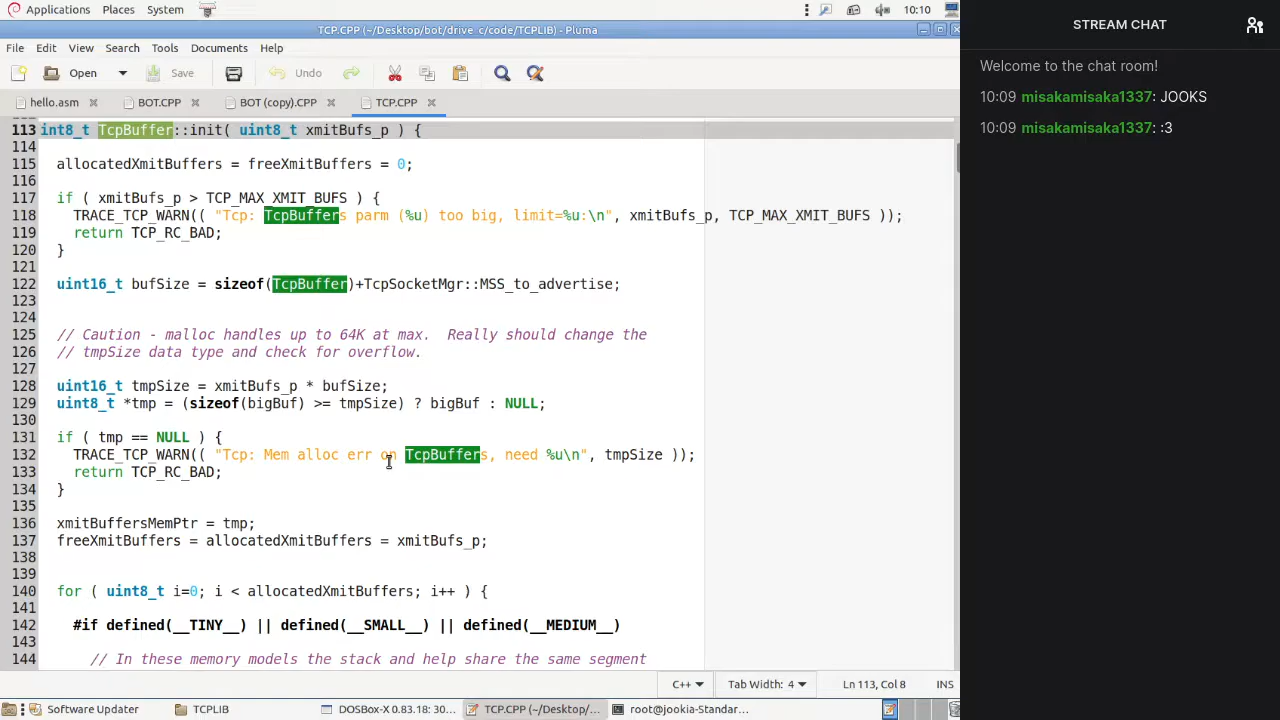 Applications Places System 10:10
TCP.CPP (~/Desktop/bot/drive_c/code/TCPLIB) - Pluma
File Edit View Search Tools Documents Help
Open Save Undo
hello.asm BOT.CPP BOT (copy).CPP TCP.CPP
113 int8_t TcpBuffer::init( uint8_t xmitBufs_p ) {
114
115 allocatedXmitBuffers = freeXmitBuffers = 0;
116
117 if ( xmitBufs_p > TCP_MAX_XMIT_BUFS ) {
118 TRACE_TCP_WARN(( "Tcp: TcpBuffers parm (%u) too big, limit=%u:\n", xmitBufs_p, TCP_MAX_XMIT_BUFS ));
119 return TCP_RC_BAD;
120 }
121
122 uint16_t bufSize = sizeof(TcpBuffer)+TcpSocketMgr::MSS_to_advertise;
123
124
125 // Caution - malloc handles up to 64K at max.  Really should change the
126 // tmpSize data type and check for overflow.
127
128 uint16_t tmpSize = xmitBufs_p * bufSize;
129 uint8_t *tmp = (sizeof(bigBuf) >= tmpSize) ? bigBuf : NULL;
130
131 if ( tmp == NULL ) {
132 TRACE_TCP_WARN(( "Tcp: Mem alloc err on TcpBuffers, need %u\n", tmpSize ));
133 return TCP_RC_BAD;
134 }
135
136 xmitBuffersMemPtr = tmp;
137 freeXmitBuffers = allocatedXmitBuffers = xmitBufs_p;
138
139
140 for ( uint8_t i=0; i < allocatedXmitBuffers; i++ ) {
141
142 #if defined(__TINY__) || defined(__SMALL__) || defined(__MEDIUM__)
143
144 // In these memory models the stack and help share the same segment
C++ Tab Width: 4 Ln 113, Col 8 INS
Software Updater TCPLIB DOSBox-X 0.83.18: 30... TCP.CPP (~/Desktop/... root@jookia-Standar...
STREAM CHAT
Welcome to the chat room!
10:09 misakamisaka1337: JOOKS
10:09 misakamisaka1337: :3